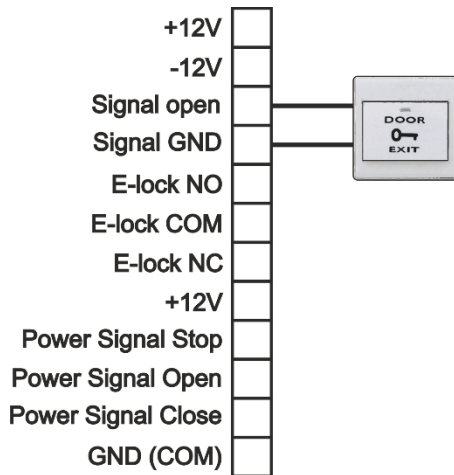 +12V
-12V
Signal open
Signal GND
E-lock NO
E-lock COM
E-lock NC
+12V
Power Signal Stop
Power Signal Open
Power Signal Close
GND (COM)
DOOR
EXIT